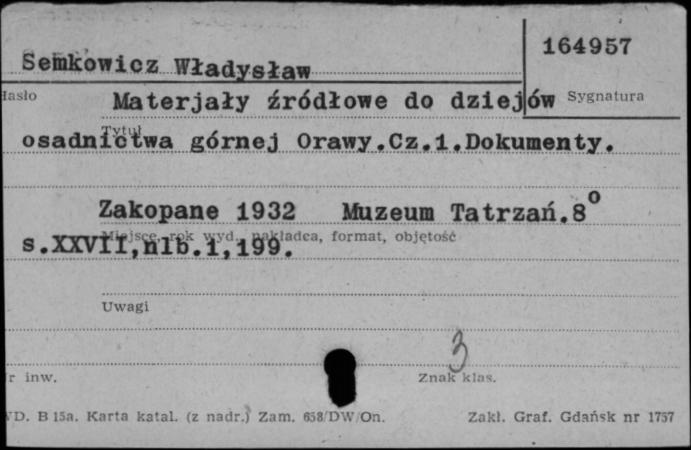 164957
Semkowicz Władysław
Hasło
Sygnatura
Materjały źródłowe do dziejów
Tytuł
osadnictwa górnej Orawy.Cz.1.Dokumenty.
Zakopane 1932 Muzeum Tatrzań.8o
Miejsce, rok wyd., nakładca, format, objętość
s.XXVII,nlb.1,199.
Uwagi
3
r inw.
Znak klas.
WD. B 15a. Karta katal. (z nadr.) Zam. 658/DW/On.
Zakł. Graf. Gdańsk nr 1757